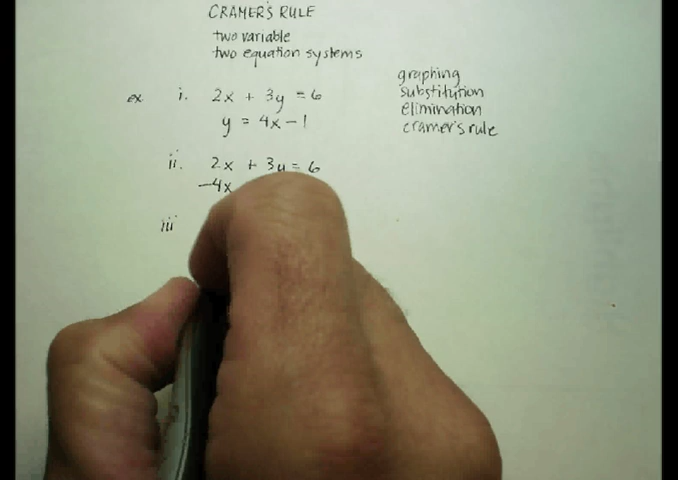 CRAMER'S RULE
two variable
two equation systems
graphing
substitution
elimination
cramer's rule
ex i. 2x + 3y = 6
y = 4x - 1
ii. 2x + 3y = 6
-4x
iii